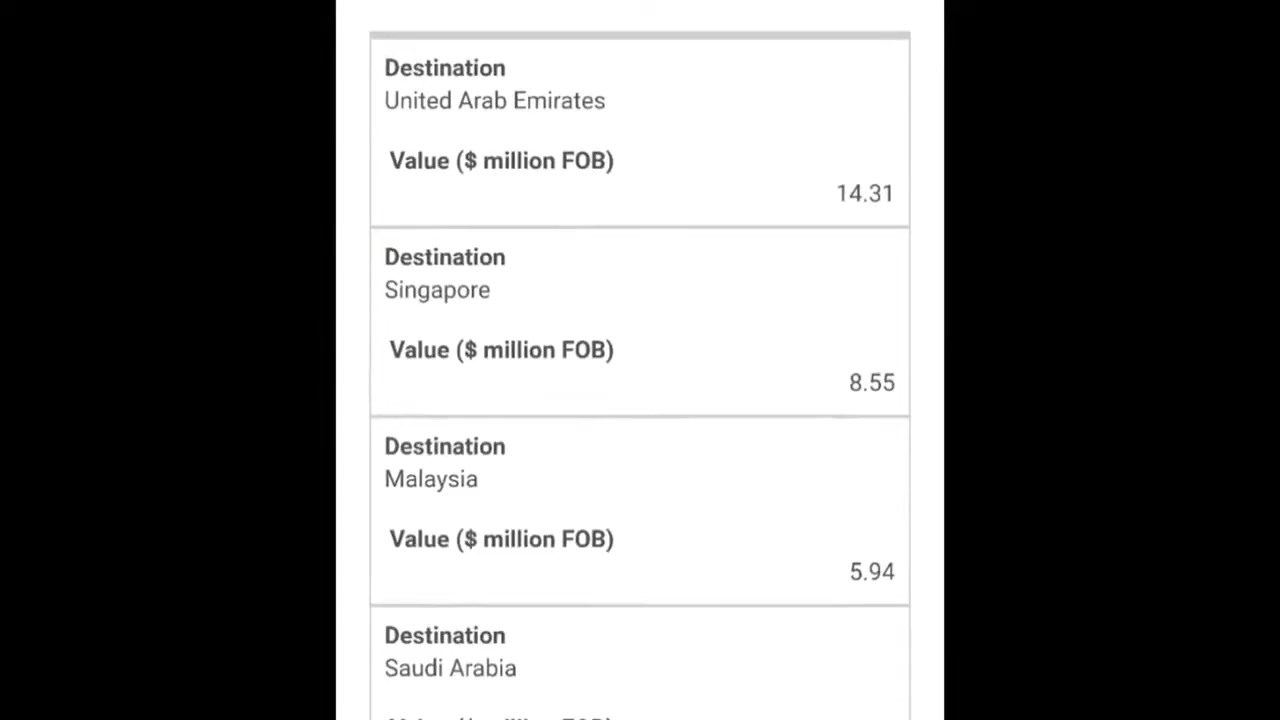 Destination
United Arab Emirates
Value ($ million FOB)
14.31
Destination
Singapore
Value ($ million FOB)
8.55
Destination
Malaysia
Value ($ million FOB)
5.94
Destination
Saudi Arabia